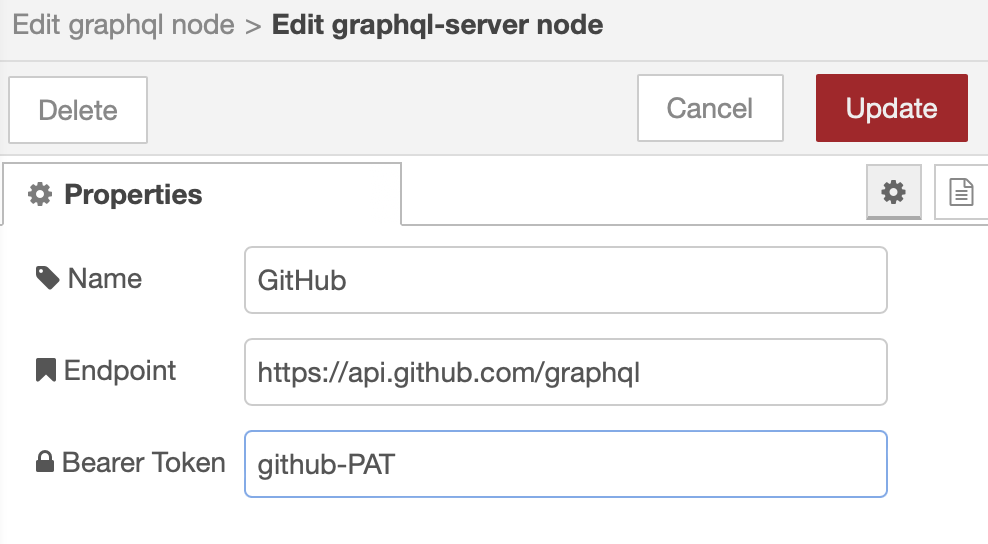 Edit graphql node > Edit graphql-server node
Delete Cancel Update
Properties
Name GitHub
Endpoint https://api.github.com/graphql
Bearer Token github-PAT